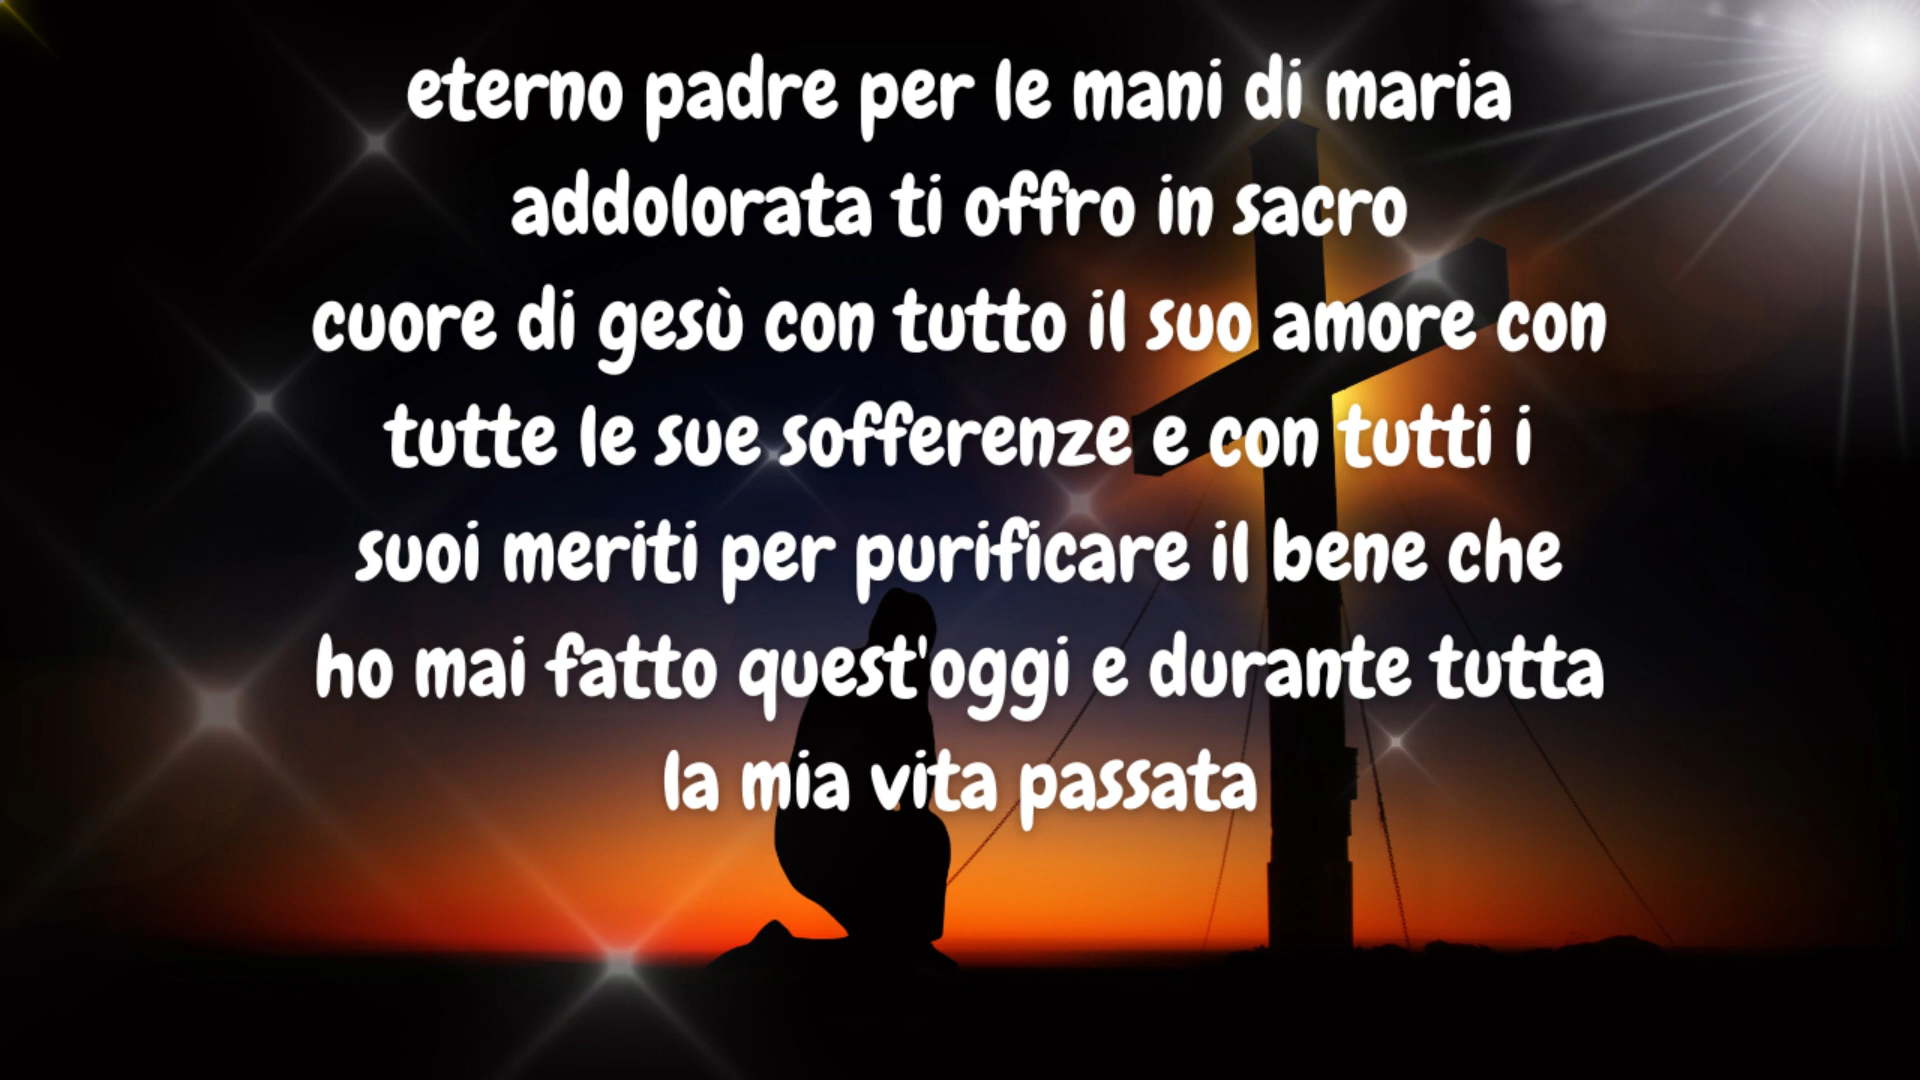 eterno padre per le mani di maria
addolorata ti offro in sacro
cuore di gesù con tutto il suo amore con
tutte le sue sofferenze e con tutti i
suoi meriti per purificare il bene che
ho mai fatto quest'oggi e durante tutta
la mia vita passata